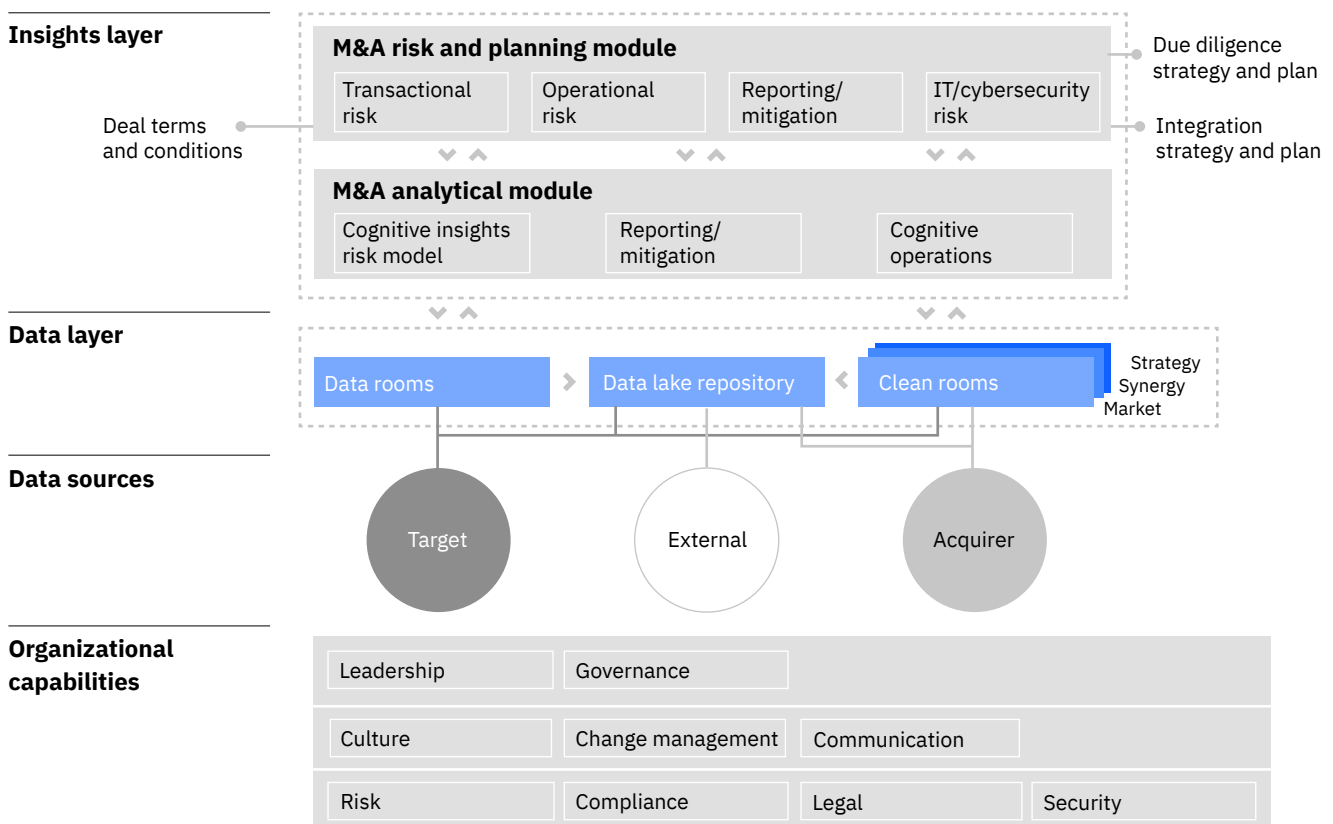 Insights layer
M&A risk and planning module
Transactional
risk
Operational
risk
Reporting/
mitigation
IT/cybersecurity
risk
Due diligence
strategy and plan
Deal terms
and conditions
Integration
strategy and plan
M&A analytical module
Cognitive insights
risk model
Reporting/
mitigation
Cognitive
operations
Data layer
Data rooms
Data lake repository
Clean rooms
Strategy
Synergy
Market
Data sources
Target
External
Acquirer
Organizational
capabilities
Leadership
Governance
Culture
Change management
Communication
Risk
Compliance
Legal
Security